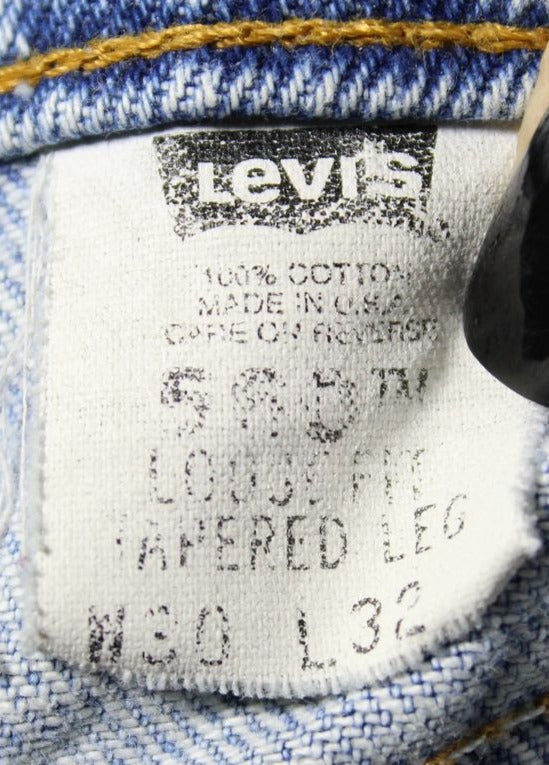 Levi's
100% COTTON
MADE IN U.S.A.
CARE ON REVERSE
560™
LOOSE FIT
TAPERED LEG
W30 L32